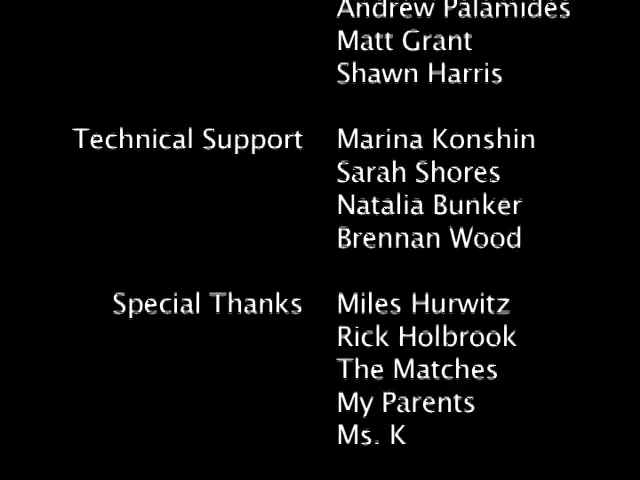 Andrew Palamides
Matt Grant
Shawn Harris
Technical Support Marina Konshin
Sarah Shores
Natalia Bunker
Brennan Wood
Special Thanks Miles Hurwitz
Rick Holbrook
The Matches
My Parents
Ms. K